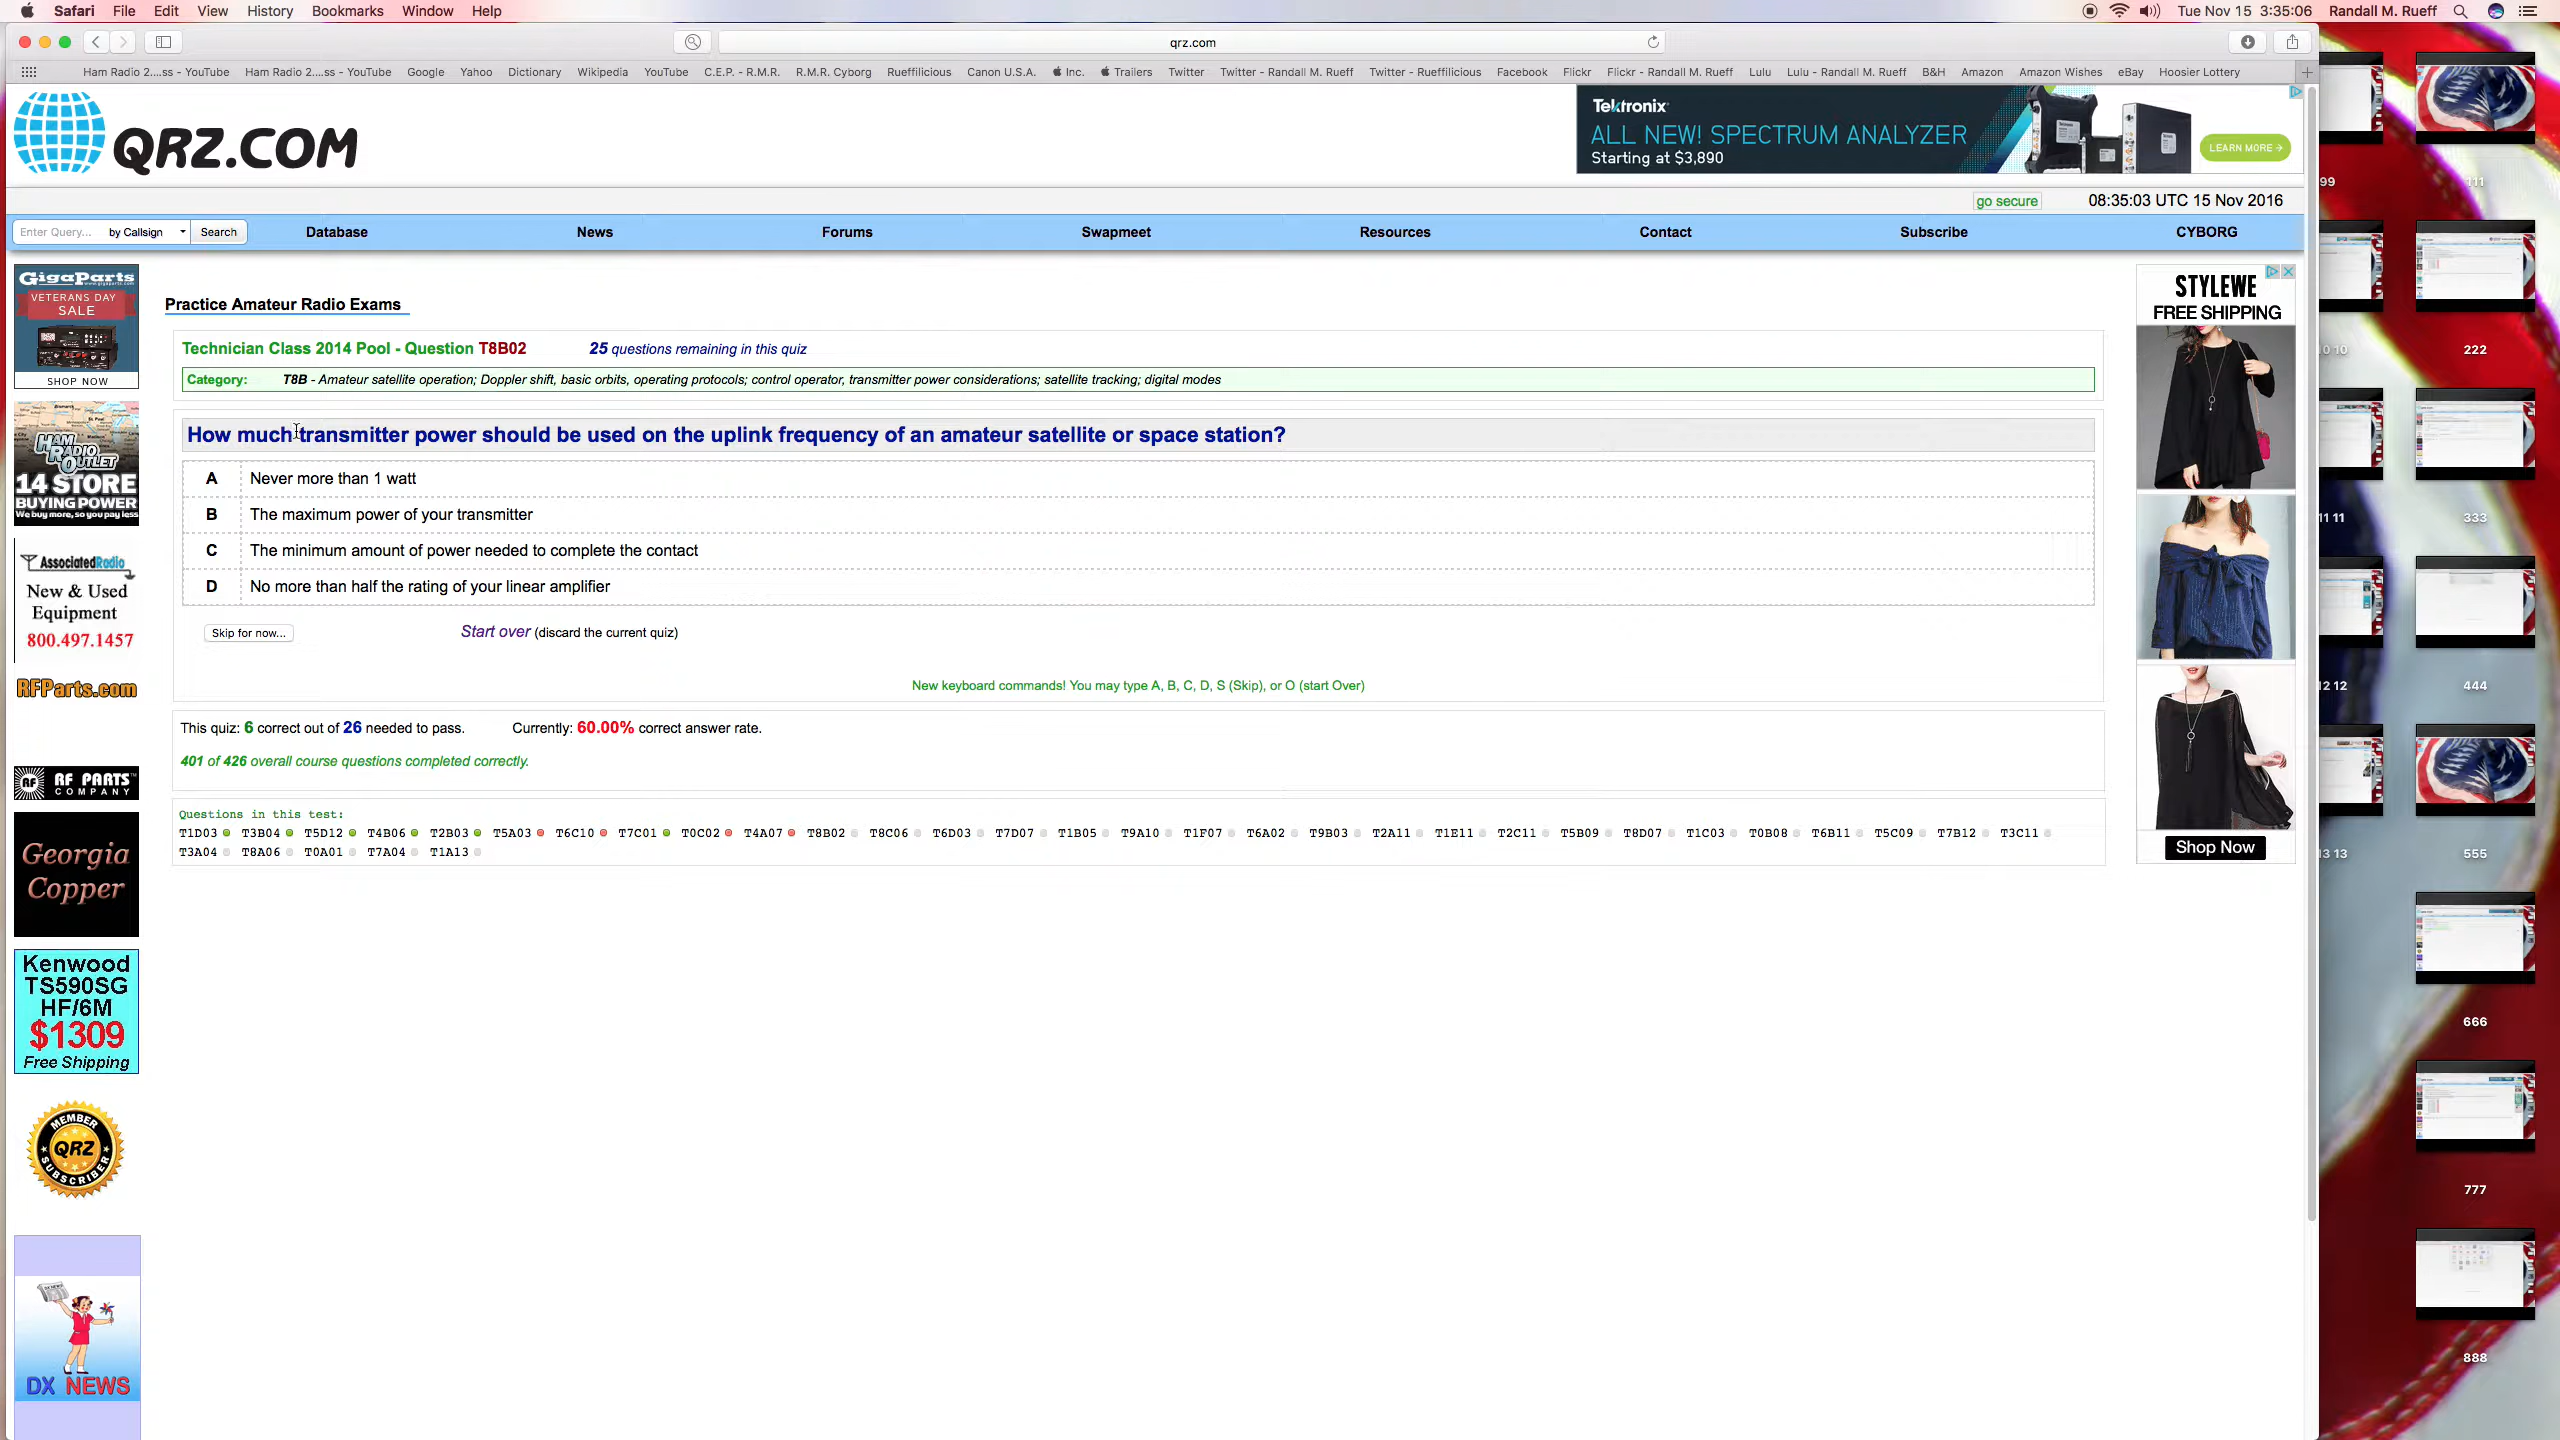 Safari File Edit View History Bookmarks Window Help
Tue Nov 15 3:35:06 Randall M. Rueff
qrz.com
Ham Radio 2....ss - YouTube Ham Radio 2....ss - YouTube Google Yahoo Dictionary Wikipedia YouTube C.E.P. - R.M.R. R.M.R. Cyborg Rueffilicious Canon U.S.A. Inc. Trailers Twitter Twitter - Randall M. Rueff Twitter - Rueffilicious Facebook Flickr Flickr - Randall M. Rueff Lulu Lulu - Randall M. Rueff B&H Amazon Amazon Wishes eBay Hoosier Lottery
QRZ.COM
Tektronix
ALL NEW! SPECTRUM ANALYZER
Starting at $3,890
LEARN MORE
go secure 08:35:03 UTC 15 Nov 2016
Enter Query... by Callsign Search Database News Forums Swapmeet Resources Contact Subscribe CYBORG
GigaParts
VETERANS DAY
SALE
SHOP NOW
HAM RADIO OUTLET
14 STORE
BUYING POWER
We buy more, so you pay less
AssociatedRadio
New & Used
Equipment
800.497.1457
RFParts.com
RF PARTS
COMPANY
Georgia
Copper
Kenwood
TS590SG
HF/6M
$1309
Free Shipping
MEMBER
QRZ
SUBSCRIBER
DX NEWS
Practice Amateur Radio Exams
Technician Class 2014 Pool - Question T8B02 25 questions remaining in this quiz
Category: T8B - Amateur satellite operation; Doppler shift, basic orbits, operating protocols; control operator, transmitter power considerations; satellite tracking; digital modes
How much transmitter power should be used on the uplink frequency of an amateur satellite or space station?
A Never more than 1 watt
B The maximum power of your transmitter
C The minimum amount of power needed to complete the contact
D No more than half the rating of your linear amplifier
Skip for now... Start over (discard the current quiz)
New keyboard commands! You may type A, B, C, D, S (Skip), or O (start Over)
This quiz: 6 correct out of 26 needed to pass. Currently: 60.00% correct answer rate.
401 of 426 overall course questions completed correctly.
Questions in this test:
T1D03 T3B04 T5D12 T4B06 T2B03 T5A03 T6C10 T7C01 T0C02 T4A07 T8B02 T8C06 T6D03 T7D07 T1B05 T9A10 T1F07 T6A02 T9B03 T2A11 T1E11 T2C11 T5B09 T8D07 T1C03 T0B08 T6B11 T5C09 T7B12 T3C11
T3A04 T8A06 T0A01 T7A04 T1A13
STYLEWE
FREE SHIPPING
Shop Now
99 111
10 10 222
11 11 333
12 12 444
13 13 555
666
777
888